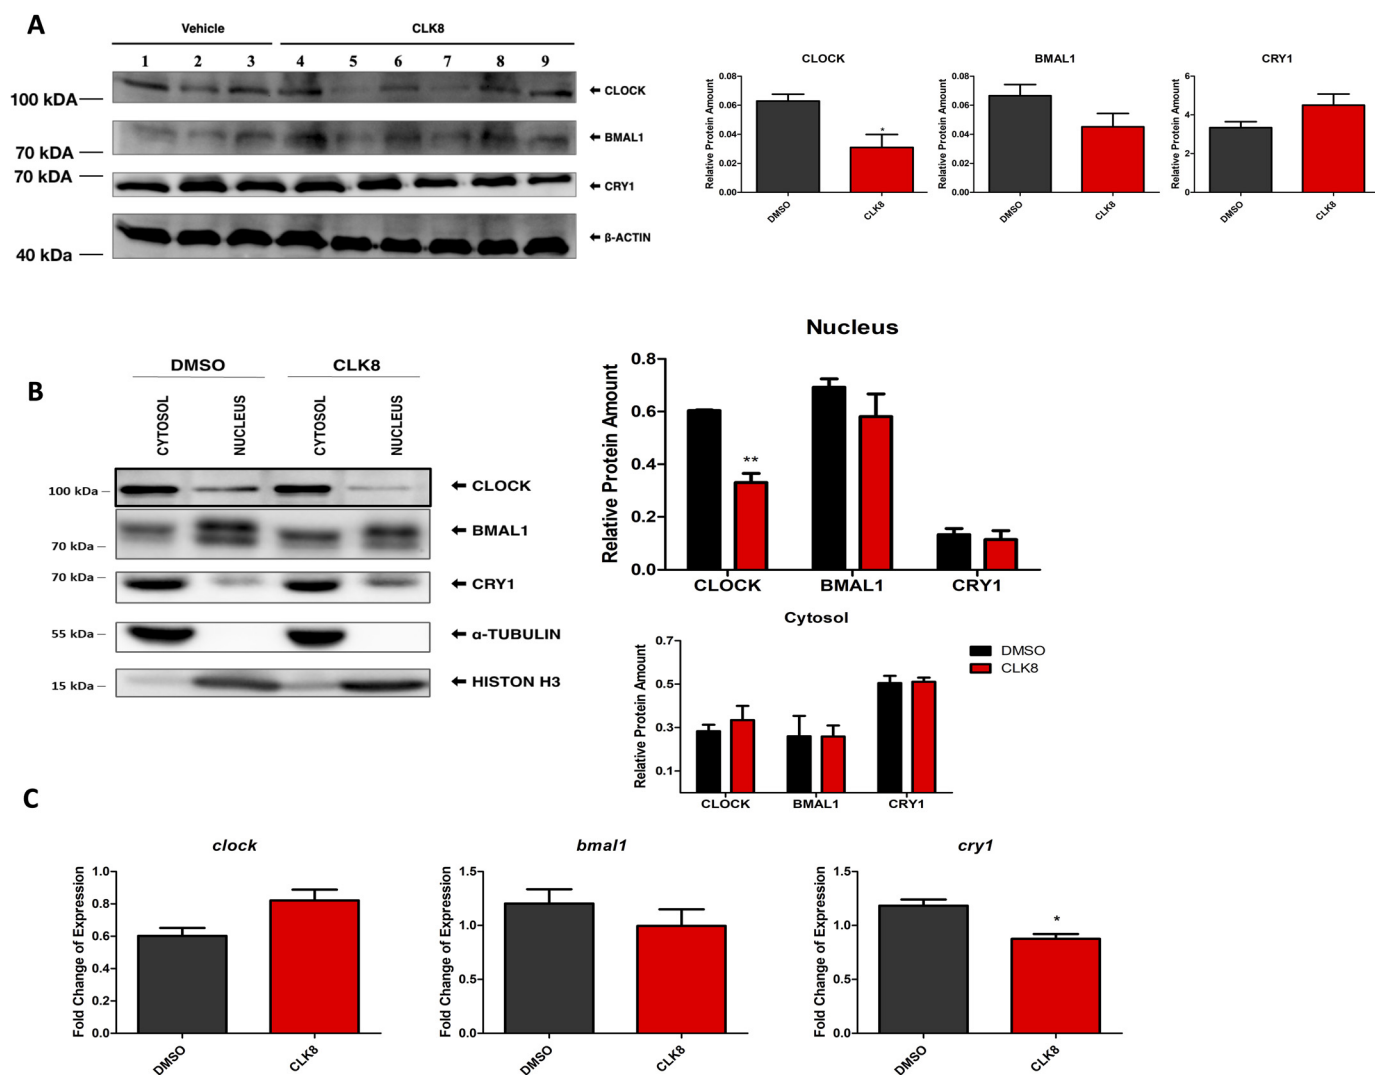 A
Vehicle
CLK8
1 2 3 4 5 6 7 8 9
100 kDA
CLOCK
BMAL1
70 kDA
70 kDA
CRY1
β-ACTIN
40 kDa
CLOCK
Relative Protein Amount
0.08
0.06
0.04
0.02
0.00
*
DMSO
CLK8
BMAL1
Relative Protein Amount
0.08
0.06
0.04
0.02
0.00
DMSO
CLK8
CRY1
Relative Protein Amount
6
4
2
0
DMSO
CLK8
B
DMSO
CLK8
CYTOSOL
NUCLEUS
CYTOSOL
NUCLEUS
100 kDa
CLOCK
BMAL1
70 kDa
70 kDa
CRY1
55 kDa
α-TUBULIN
15 kDa
HISTON H3
Nucleus
Relative Protein Amount
0.8
0.6
0.4
0.2
0.0
**
CLOCK BMAL1 CRY1
Cytosol
Relative Protein Amount
0.7
0.5
0.3
0.1
CLOCK BMAL1 CRY1
DMSO
CLK8
C
clock
Fold Change of Expression
1.0
0.8
0.6
0.4
0.2
0.0
DMSO
CLK8
bmal1
Fold Change of Expression
1.5
1.0
0.5
0.0
DMSO
CLK8
cry1
Fold Change of Expression
1.5
1.0
0.5
0.0
*
DMSO
CLK8